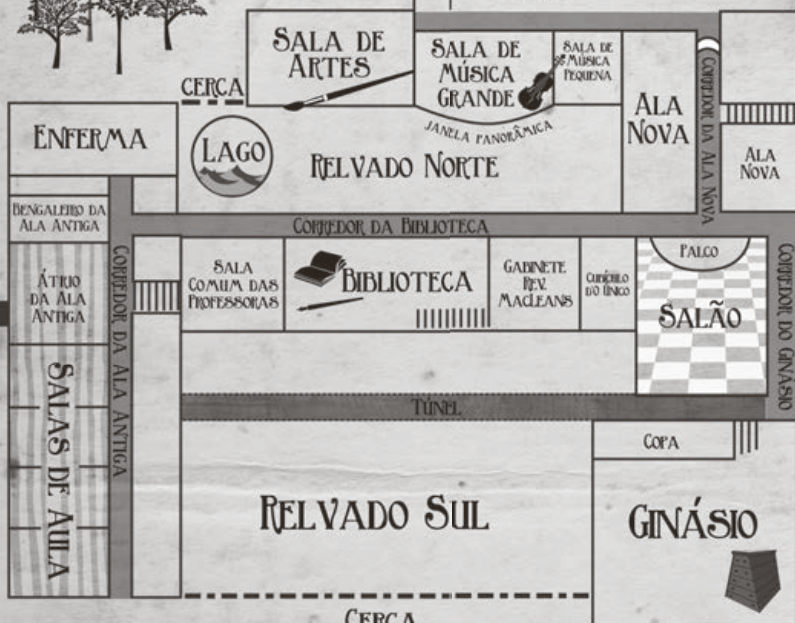 SALA DE
ARTES
SALA DE
MÚSICA
GRANDE
SALA DE
MÚSICA
PEQUENA
ALA
NOVA
CORREDOR DA ALA NOVA
ALA
NOVA
CERCA
JANELA PANORÂMICA
ENFERMA
LAGO
RELVADO NORTE
BENGALEIRO DA
ALA ANTIGA
CORREDOR DA BIBLIOTECA
ÁTRIO
DA ALA
ANTIGA
CORREDOR DA ALA ANTIGA
SALA
COMUM DAS
PROFESSORAS
BIBLIOTECA
GABINETE
REV.
MACLEANS
CUBÍCULO
D'O ÚNICO
PALCO
SALÃO
CORREDOR DO GINÁSIO
SALAS DE AULA
TÚNEL
COPA
RELVADO SUL
GINÁSIO
CERCA